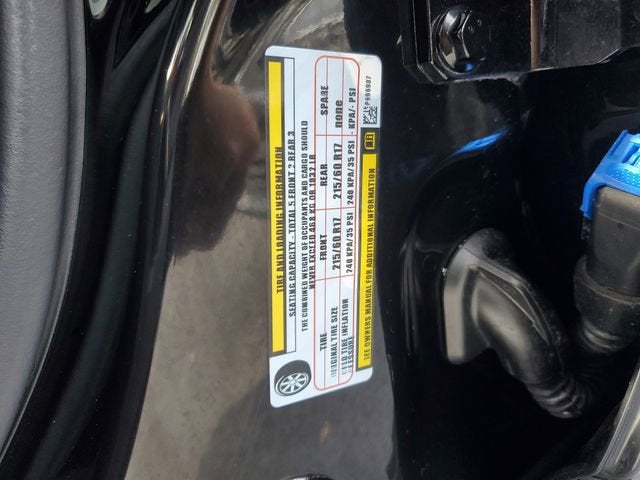 TIRE AND LOADING INFORMATION
SEATING CAPACITY - TOTAL 5 FRONT 2 REAR 3
THE COMBINED WEIGHT OF OCCUPANTS AND CARGO SHOULD
NEVER EXCEED 468 KG OR 1032 LB
TIRE FRONT REAR SPARE
ORIGINAL TIRE SIZE 215/60 R17 215/60 R17 none
COLD TIRE INFLATION
PRESSURE 240 KPA/35 PSI 240 KPA/35 PSI - KPA/- PSI
SEE OWNERS MANUAL FOR ADDITIONAL INFORMATION